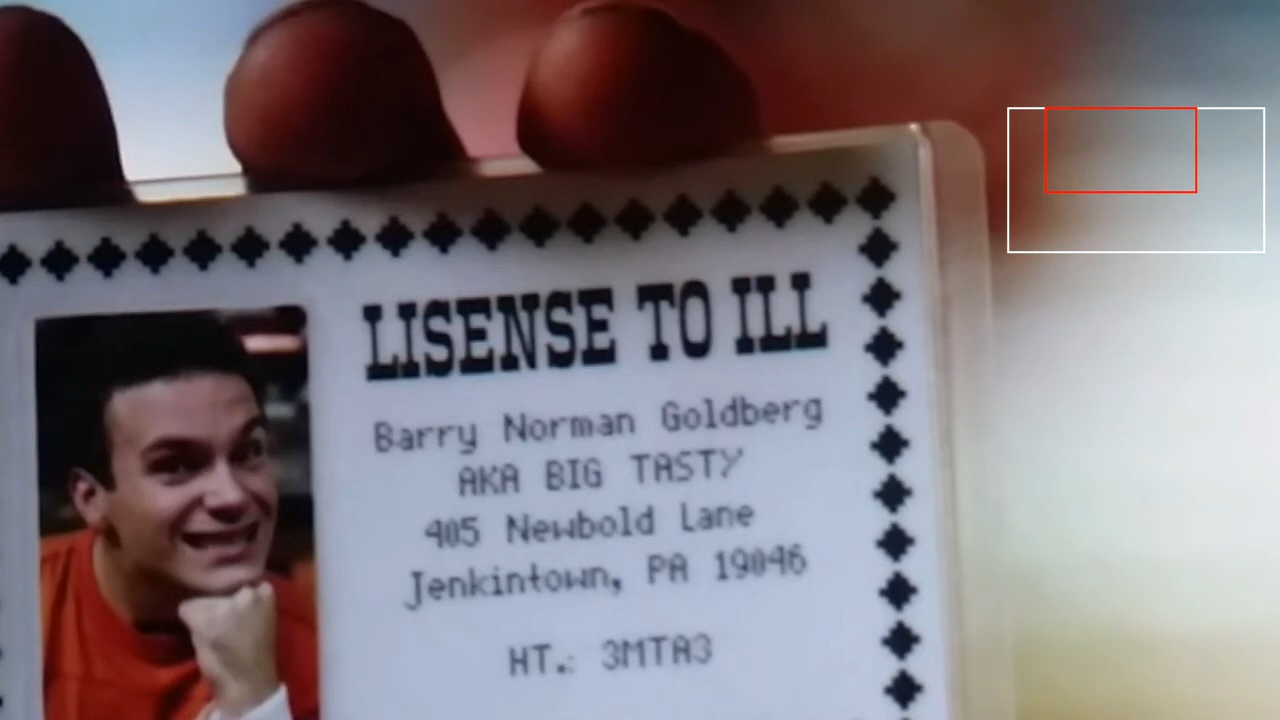 LISENSE TO ILL
Barry Norman Goldberg
AKA BIG TASTY
405 Newbold Lane
Jenkintown, PA 19046
HT.: 3MTA3